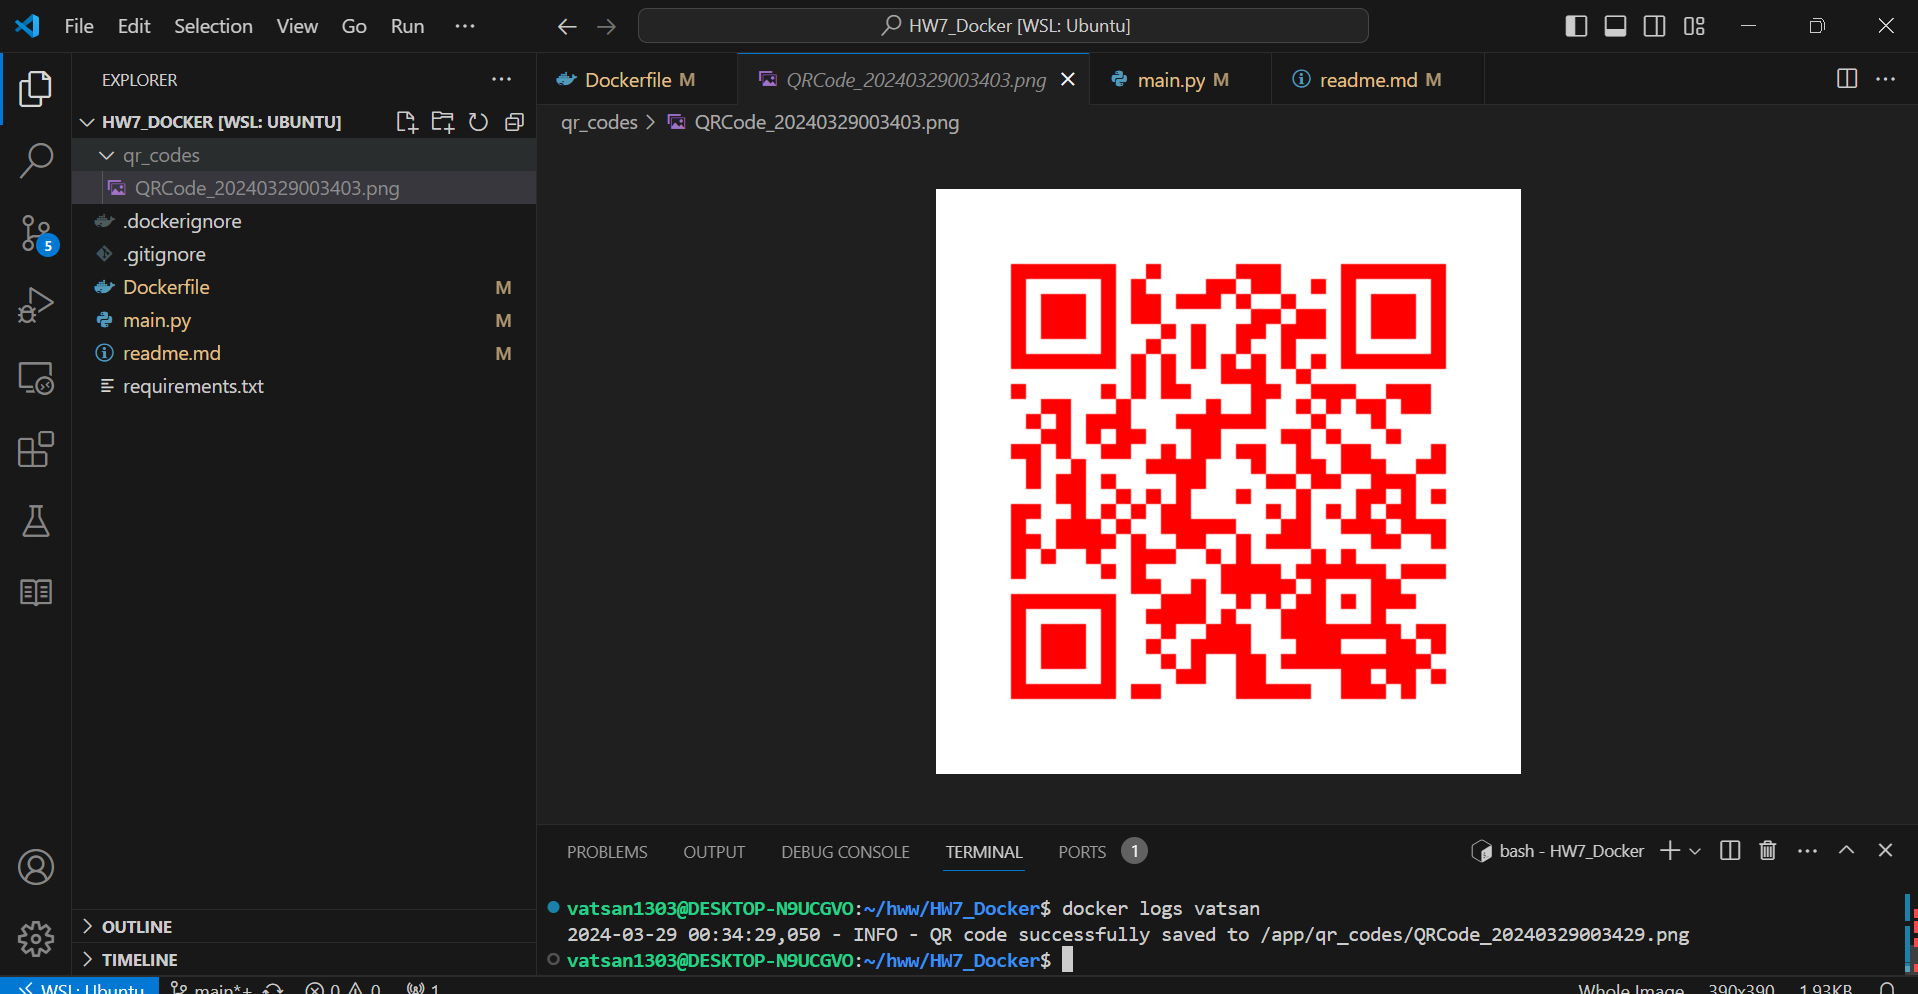 File Edit Selection View Go Run ···
HW7_Docker [WSL: Ubuntu]
EXPLORER
HW7_DOCKER [WSL: UBUNTU]
qr_codes
QRCode_20240329003403.png
.dockerignore
.gitignore
Dockerfile M
main.py M
readme.md M
requirements.txt
5
OUTLINE
TIMELINE
Dockerfile M QRCode_20240329003403.png main.py M readme.md M
qr_codes > QRCode_20240329003403.png
PROBLEMS OUTPUT DEBUG CONSOLE TERMINAL PORTS 1
bash - HW7_Docker
vatsan1303@DESKTOP-N9UCGVO:~/hww/HW7_Docker$ docker logs vatsan
2024-03-29 00:34:29,050 - INFO - QR code successfully saved to /app/qr_codes/QRCode_20240329003429.png
vatsan1303@DESKTOP-N9UCGVO:~/hww/HW7_Docker$
WSL: Ubuntu main*+ 0 0 1 Whole Image 390x390 1.93KB